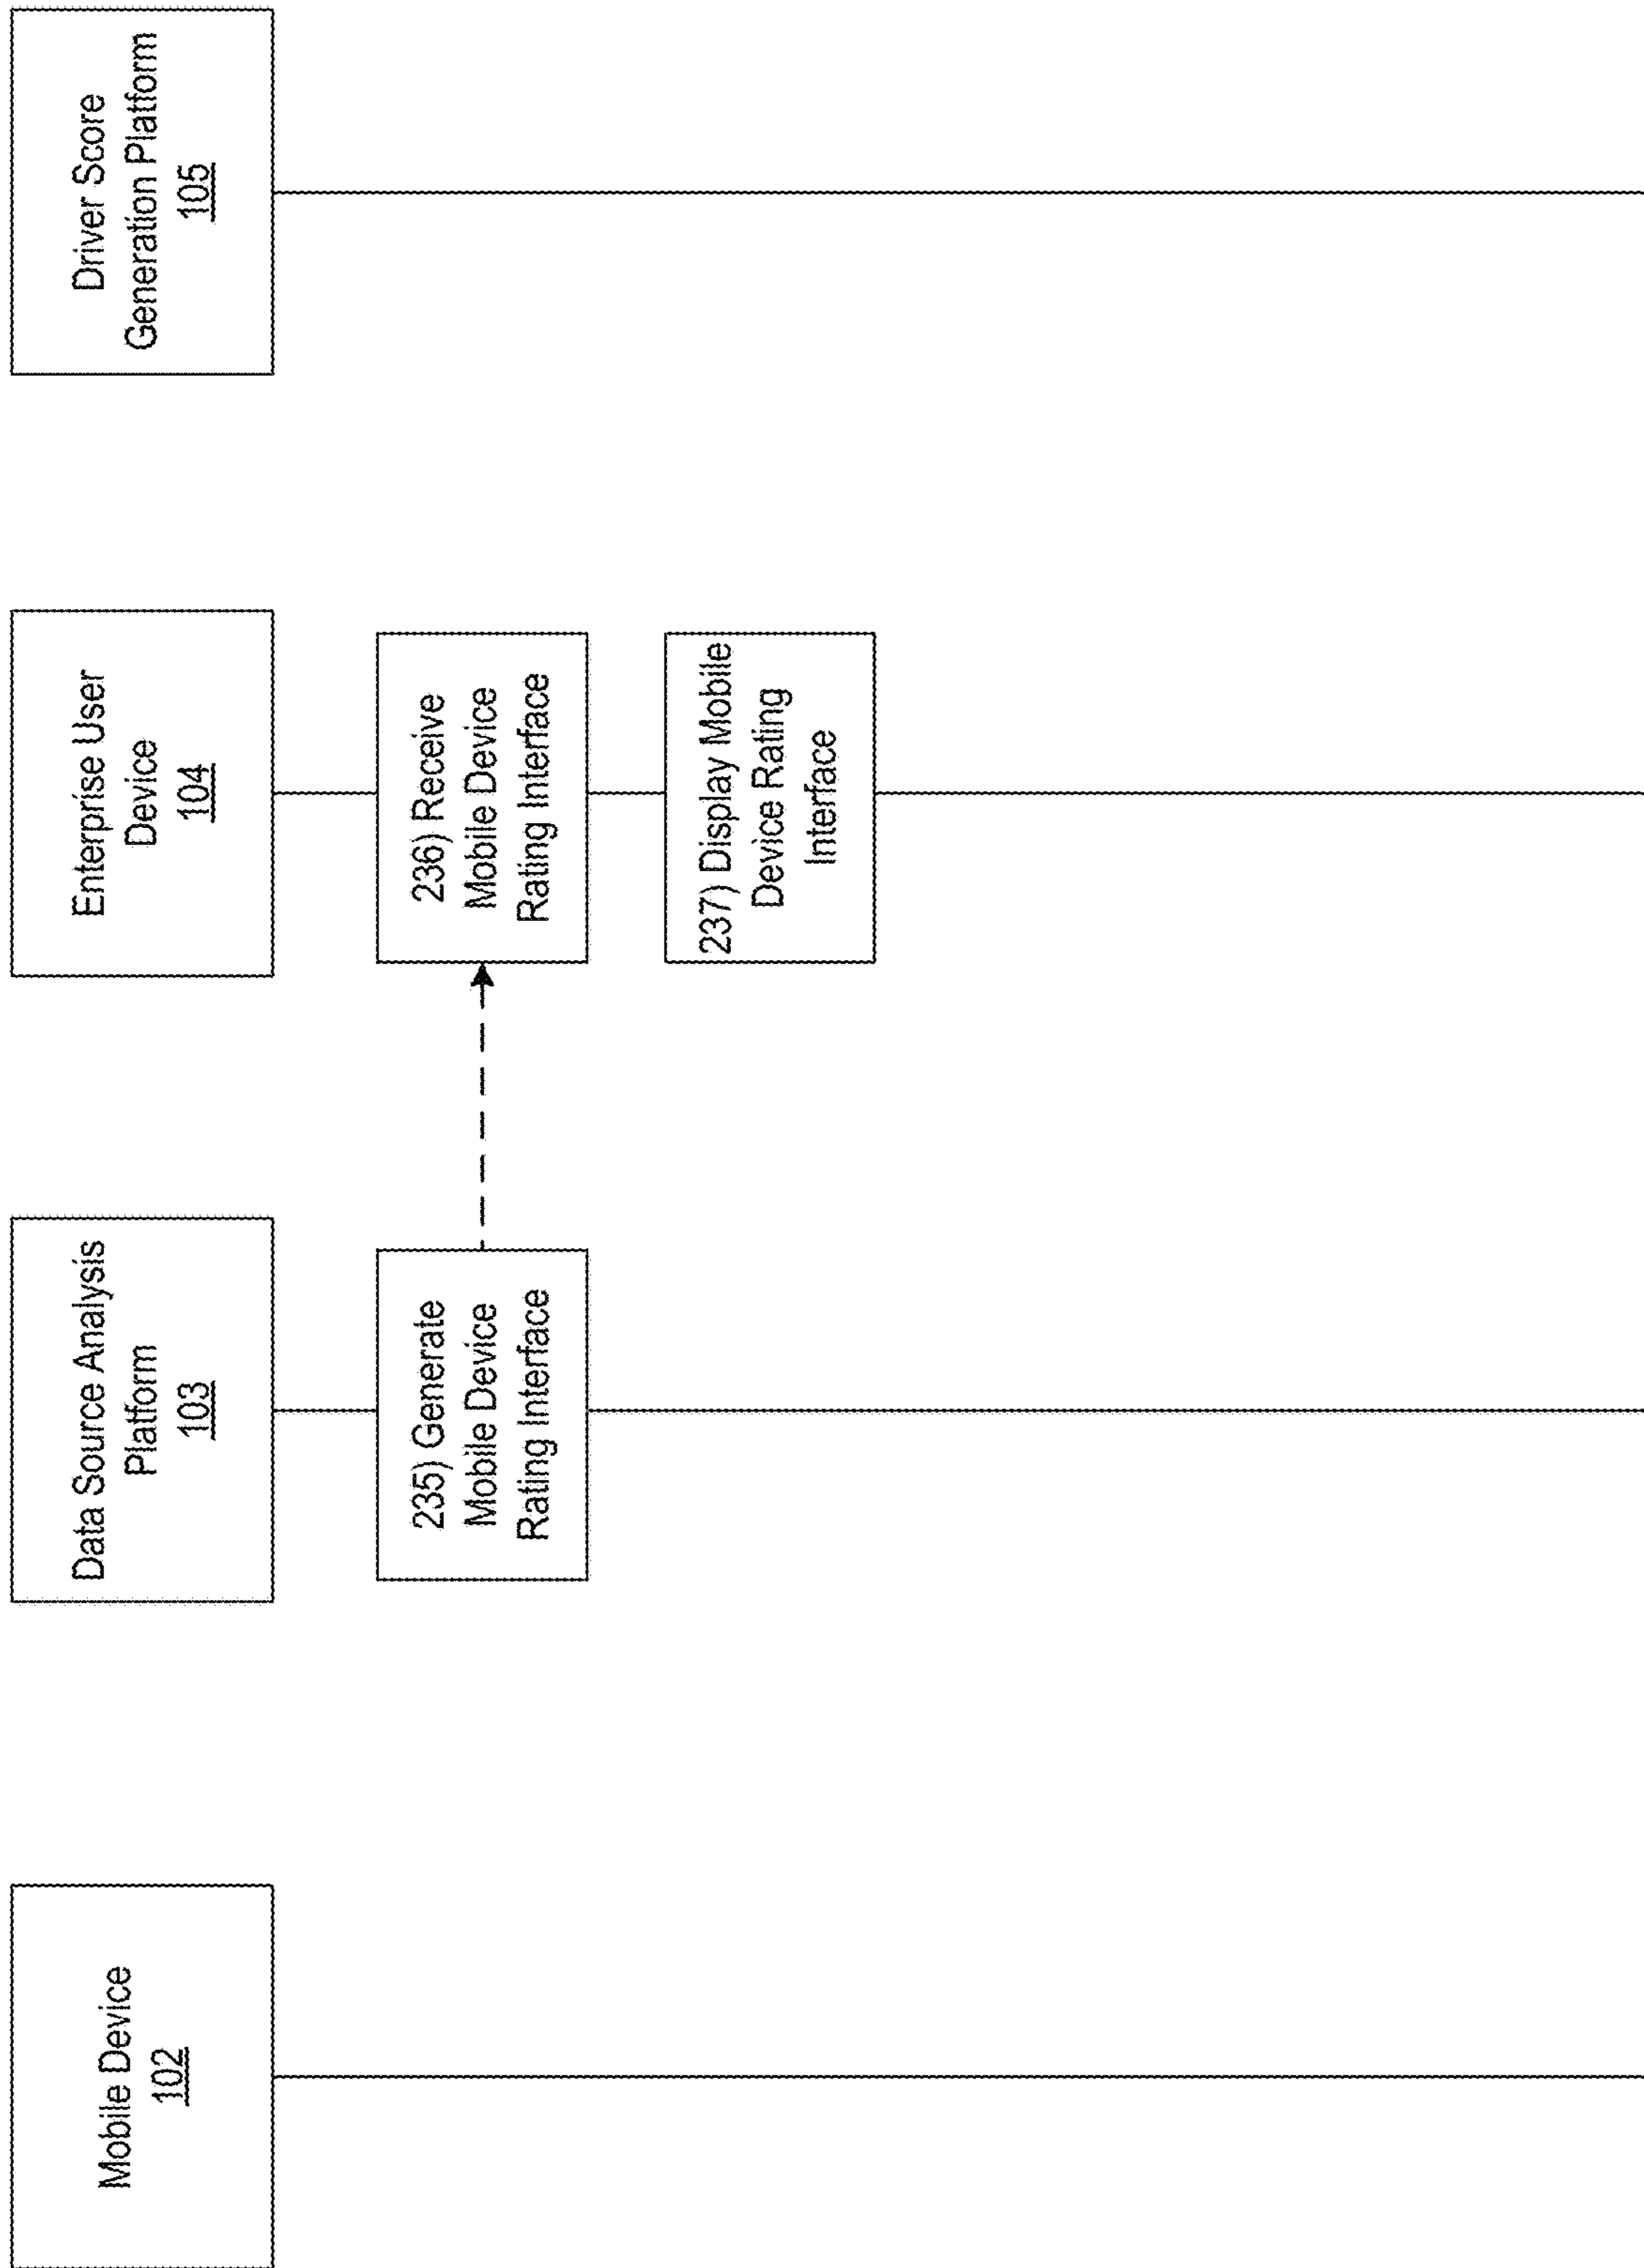 Mobile Device
102
Data Source Analysis
Platform
103
Enterprise User
Device
104
Driver Score
Generation Platform
105
235) Generate
Mobile Device
Rating Interface
236) Receive
Mobile Device
Rating Interface
237) Display Mobile
Device Rating
Interface